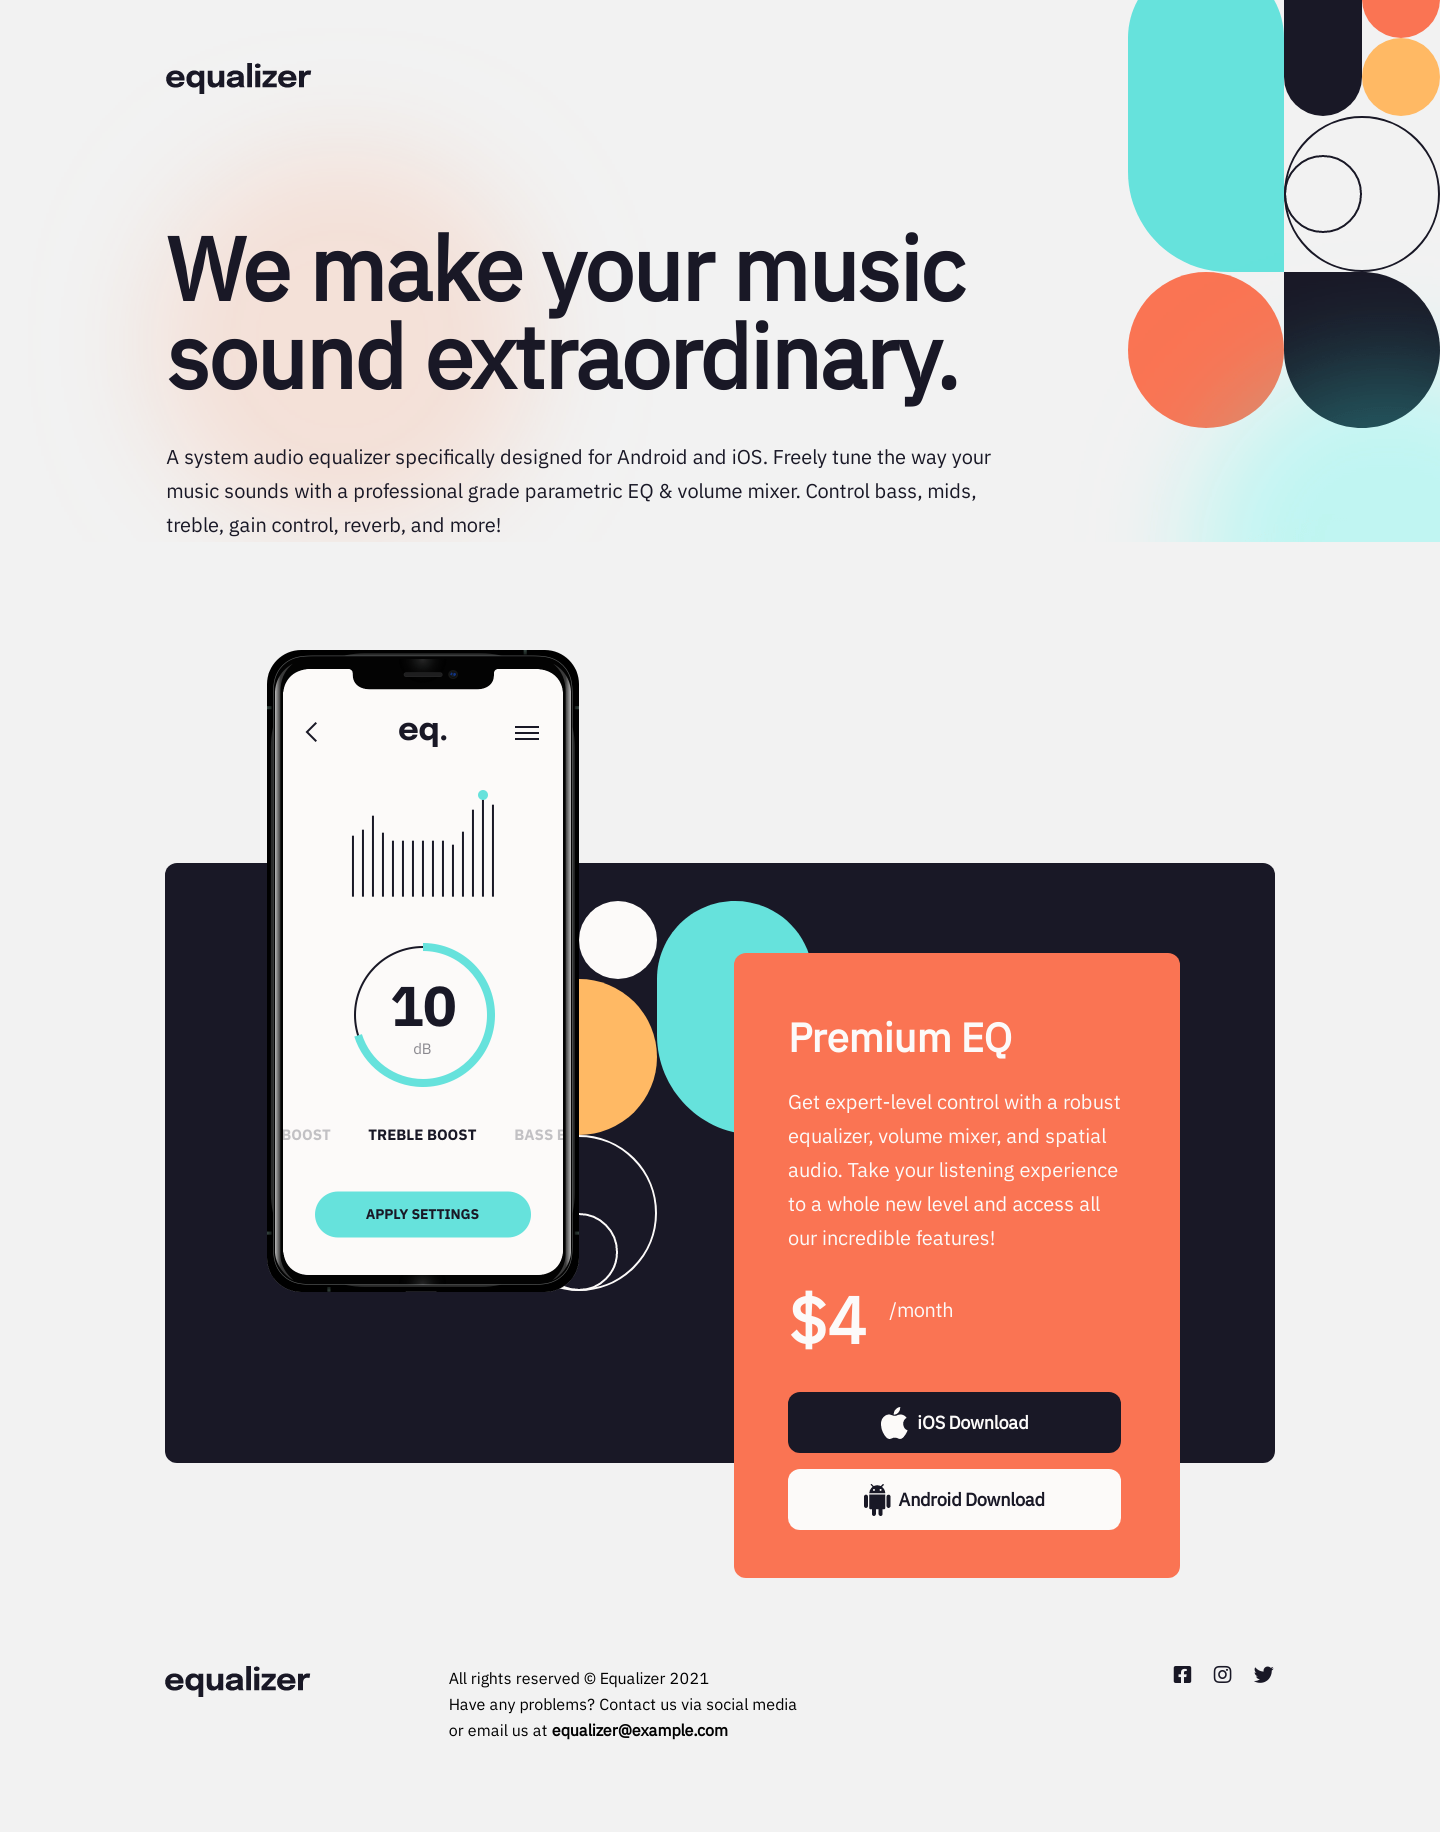 equalizer
We make your music
sound extraordinary.
A system audio equalizer specifically designed for Android and iOS. Freely tune the way your
music sounds with a professional grade parametric EQ & volume mixer. Control bass, mids,
treble, gain control, reverb, and more!
eq.
10
dB
BOOST TREBLE BOOST BASS B
APPLY SETTINGS
Premium EQ
Get expert-level control with a robust
equalizer, volume mixer, and spatial
audio. Take your listening experience
to a whole new level and access all
our incredible features!
$4 /month
iOS Download
Android Download
equalizer
All rights reserved © Equalizer 2021
Have any problems? Contact us via social media
or email us at equalizer@example.com